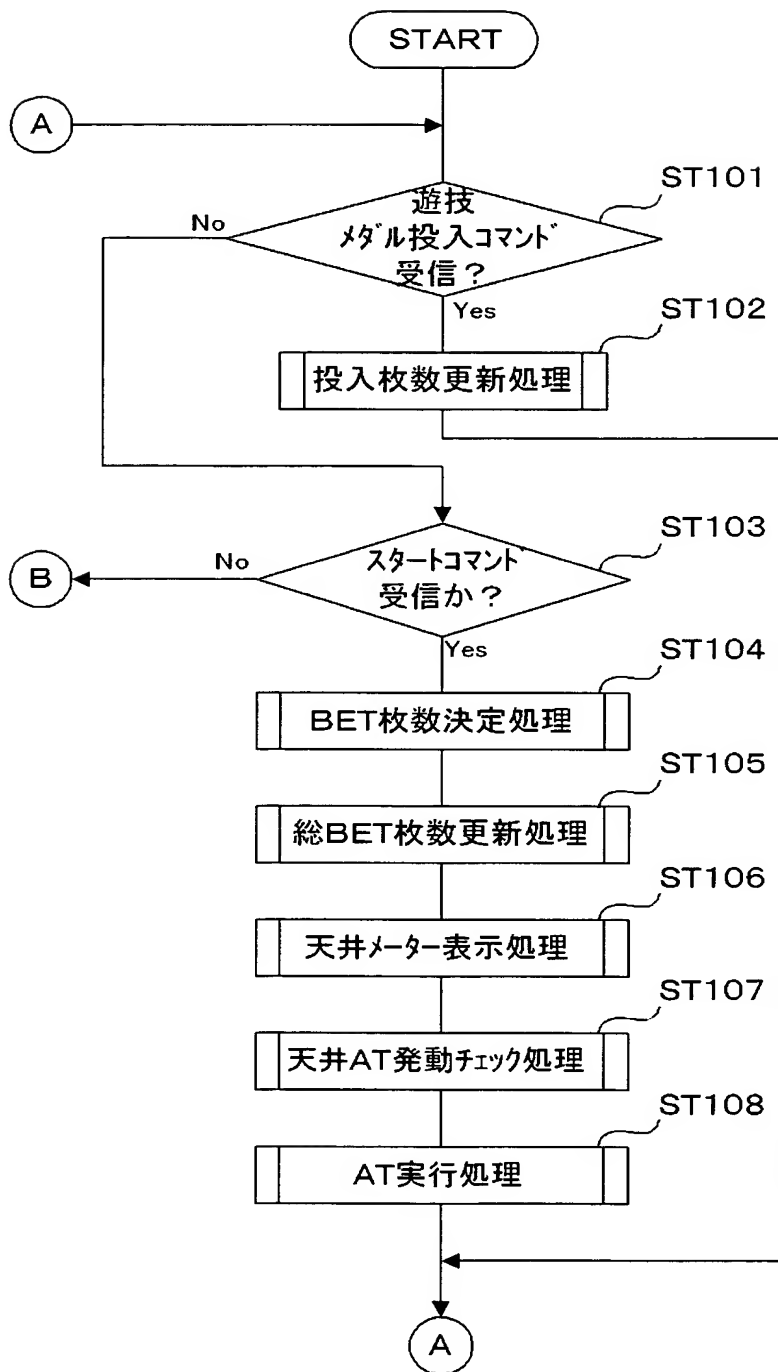 START
A
ST101
遊技
メダル投入コマンド
受信？
No
Yes
ST102
投入枚数更新処理
ST103
スタートコマンド
受信か？
No
B
Yes
ST104
BET枚数決定処理
ST105
総BET枚数更新処理
ST106
天井メーター表示処理
ST107
天井AT発動チェック処理
ST108
AT実行処理
A